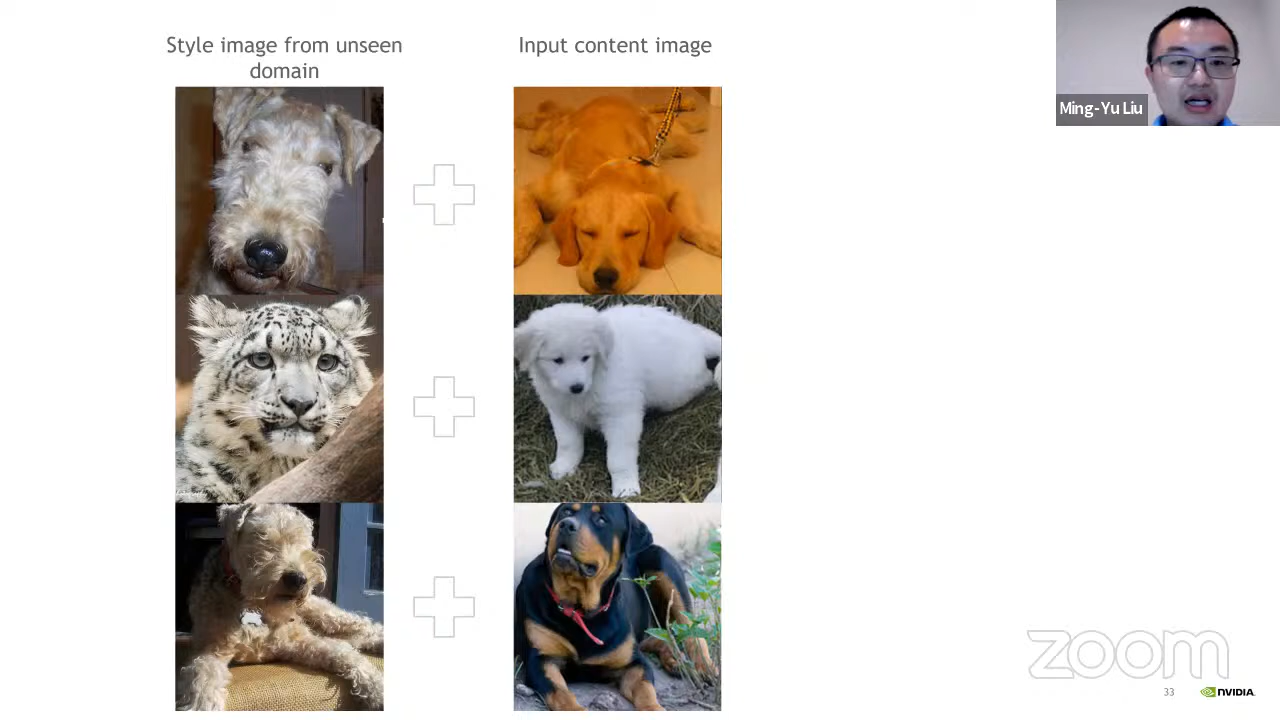 Style image from unseen
domain
Input content image
Ming-Yu Liu
zoom
33
NVIDIA.